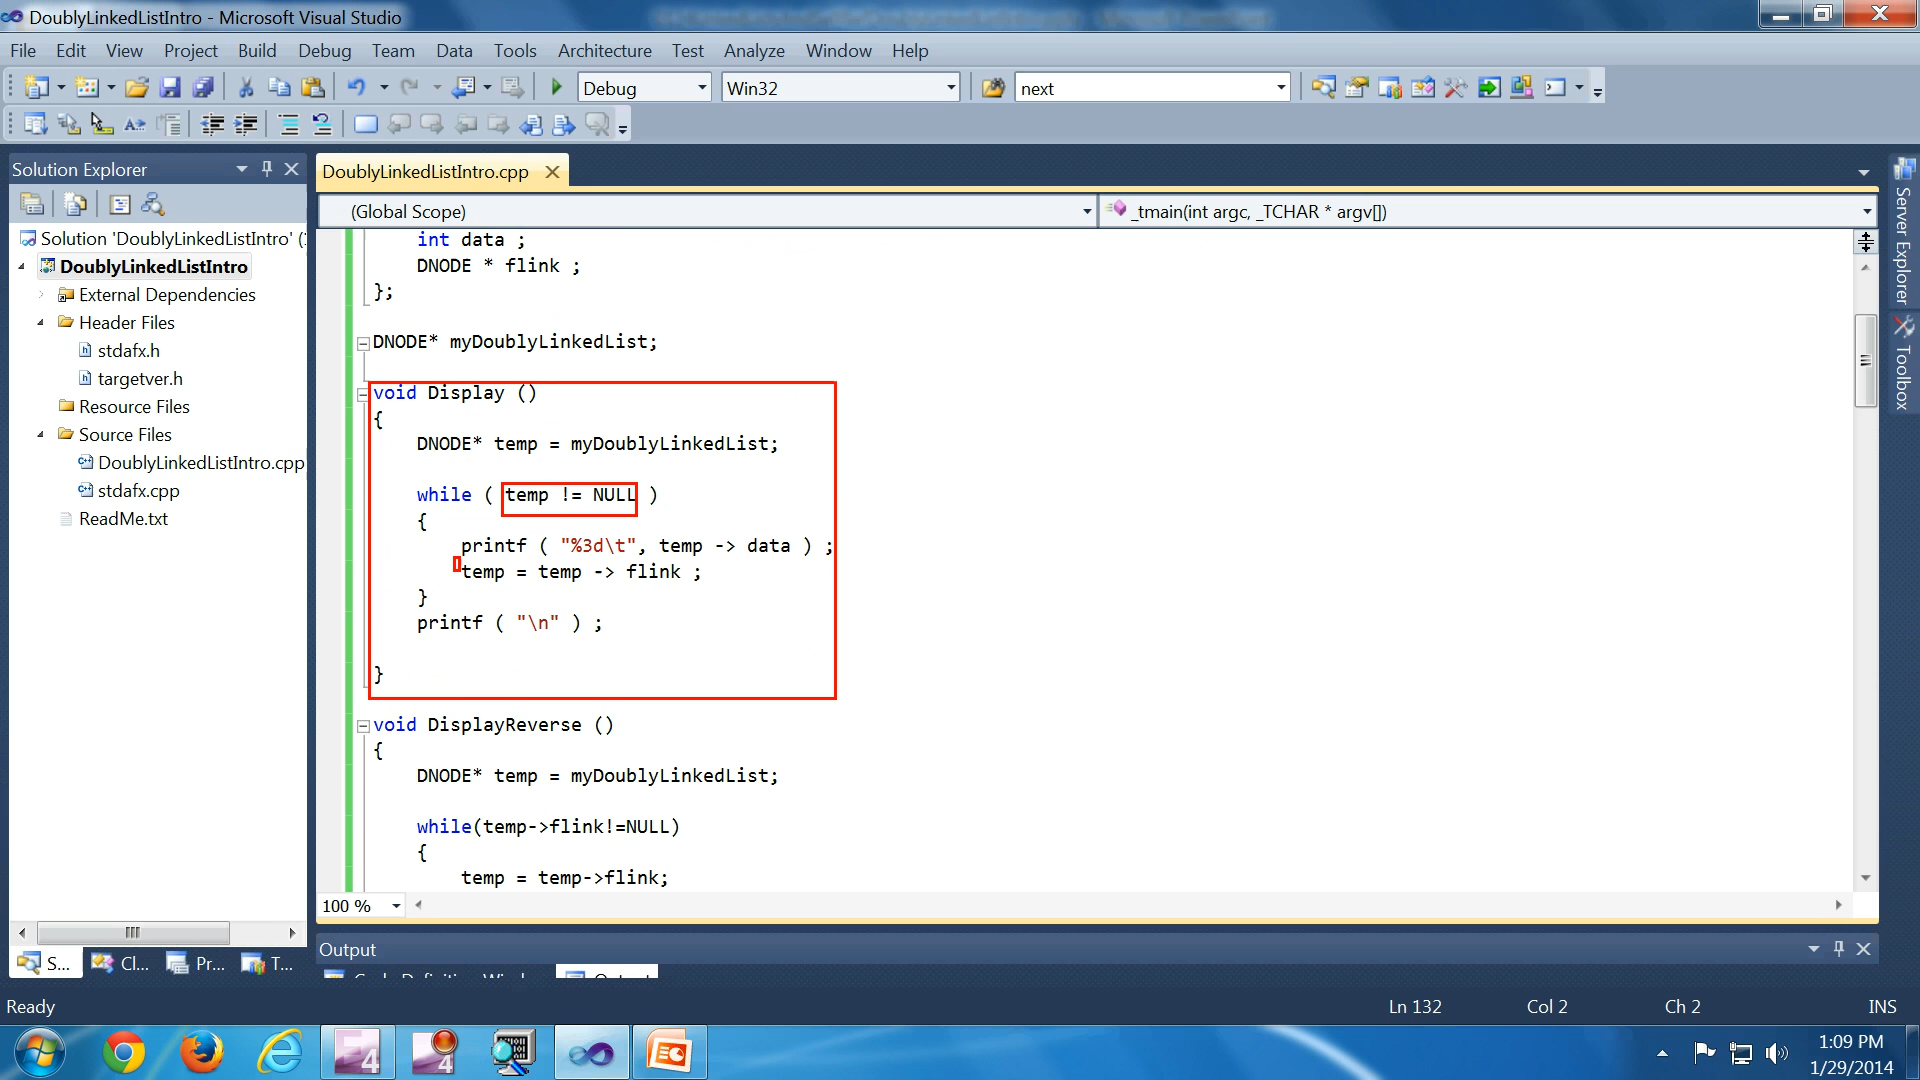 DoublyLinkedListIntro - Microsoft Visual Studio
File Edit View Project Build Debug Team Data Tools Architecture Test Analyze Window Help
Debug Win32 next
Solution Explorer
DoublyLinkedListIntro.cpp
(Global Scope) _tmain(int argc, _TCHAR * argv[])
Solution 'DoublyLinkedListIntro' (
DoublyLinkedListIntro
External Dependencies
Header Files
stdafx.h
targetver.h
Resource Files
Source Files
DoublyLinkedListIntro.cpp
stdafx.cpp
ReadMe.txt
int data ;
DNODE * flink ;
};
DNODE* myDoublyLinkedList;
void Display ()
{
DNODE* temp = myDoublyLinkedList;
while ( temp != NULL )
{
printf ( "%3d\t", temp -> data ) ;
temp = temp -> flink ;
}
printf ( "\n" ) ;
}
void DisplayReverse ()
{
DNODE* temp = myDoublyLinkedList;
while(temp->flink!=NULL)
{
temp = temp->flink;
100 %
Server Explorer
Toolbox
S... Cl... Pr... T...
Output
Ready Ln 132 Col 2 Ch 2 INS
1:09 PM
1/29/2014